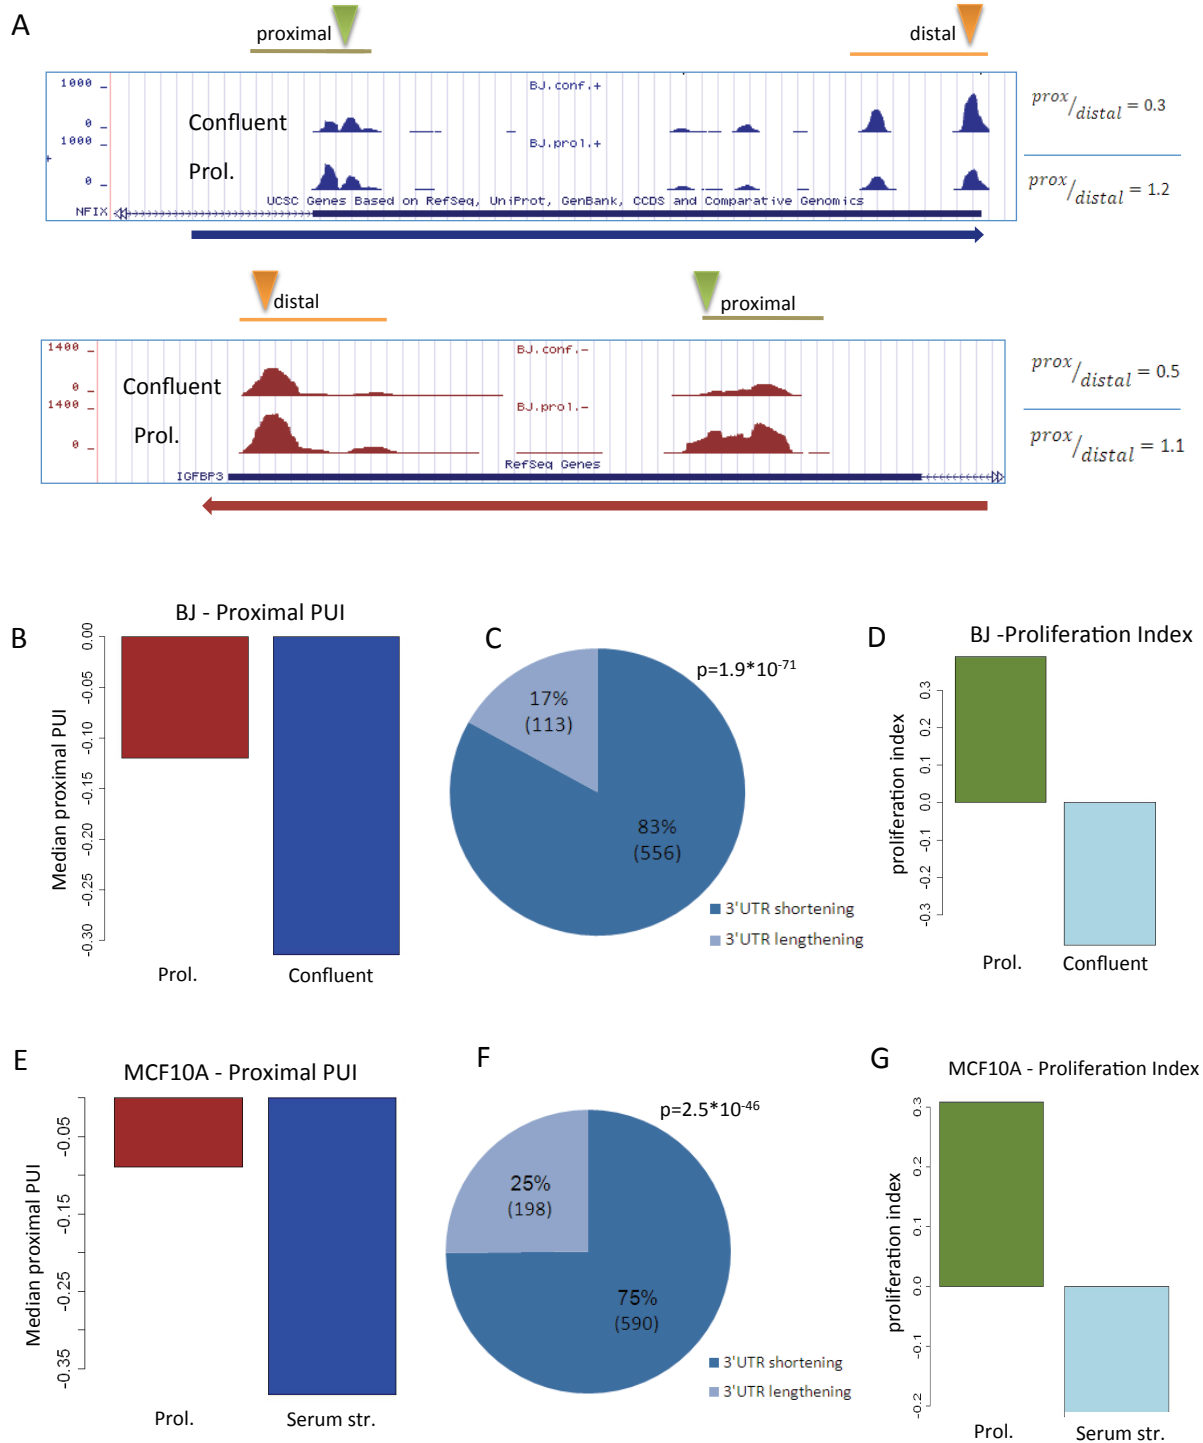 A
proximal
distal
1000
BJ.conf.+
Confluent
0
1000
BJ.prol.+
Prol.
0
+
UCSC Genes Based on RefSeq, UniProt, GenBank, CCDS and Comparative Genomics
NFIX
prox/distal = 0.3
prox/distal = 1.2
distal
proximal
1400
BJ.conf.-
Confluent
0
1400
BJ.prol.-
Prol.
0
RefSeq Genes
IGFBP3
prox/distal = 0.5
prox/distal = 1.1
B
BJ - Proximal PUI
Median proximal PUI
0.00
-0.05
-0.10
-0.15
-0.20
-0.25
-0.30
Prol.
Confluent
C
p=1.9*10-71
17%
(113)
83%
(556)
3'UTR shortening
3'UTR lengthening
D
BJ -Proliferation Index
proliferation index
0.3
0.2
0.1
0.0
-0.1
-0.2
-0.3
Prol.
Confluent
E
MCF10A - Proximal PUI
Median proximal PUI
-0.05
-0.15
-0.25
-0.35
Prol.
Serum str.
F
p=2.5*10-46
25%
(198)
75%
(590)
3'UTR shortening
3'UTR lengthening
G
MCF10A - Proliferation Index
proliferation index
0.3
0.2
0.1
0.0
-0.1
-0.2
Prol.
Serum str.